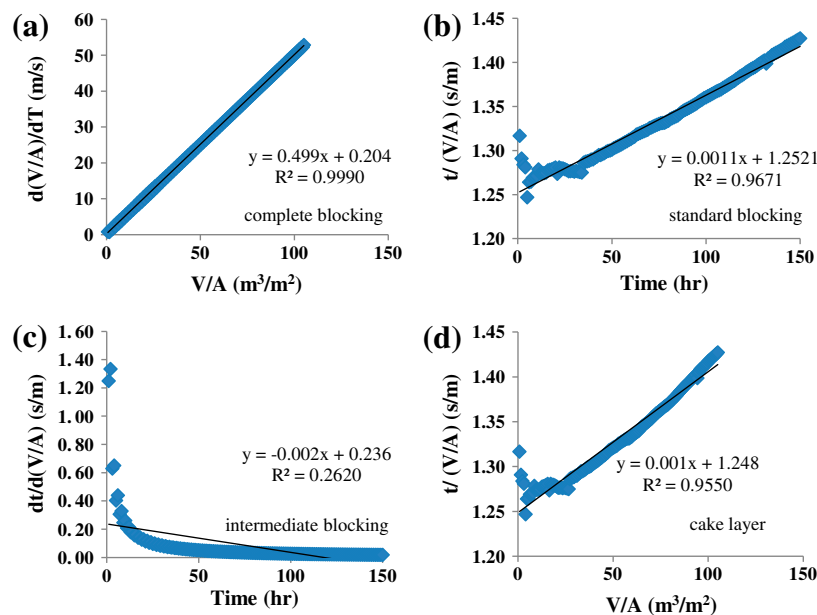 (a)
d(V/A)/dT (m/s)
60
50
40
30
20
10
0
y = 0.499x + 0.204
R² = 0.9990
complete blocking
0 50 100 150
V/A (m³/m²)
(b)
t/ (V/A) (s/m)
1.45
1.40
1.35
1.30
1.25
1.20
y = 0.0011x + 1.2521
R² = 0.9671
standard blocking
0 50 100 150
Time (hr)
(c)
dt/d(V/A) (s/m)
1.60
1.40
1.20
1.00
0.80
0.60
0.40
0.20
0.00
y = -0.002x + 0.236
R² = 0.2620
intermediate blocking
0 50 100 150
Time (hr)
(d)
t/ (V/A) (s/m)
1.45
1.40
1.35
1.30
1.25
1.20
y = 0.001x + 1.248
R² = 0.9550
cake layer
0 50 100 150
V/A (m³/m²)